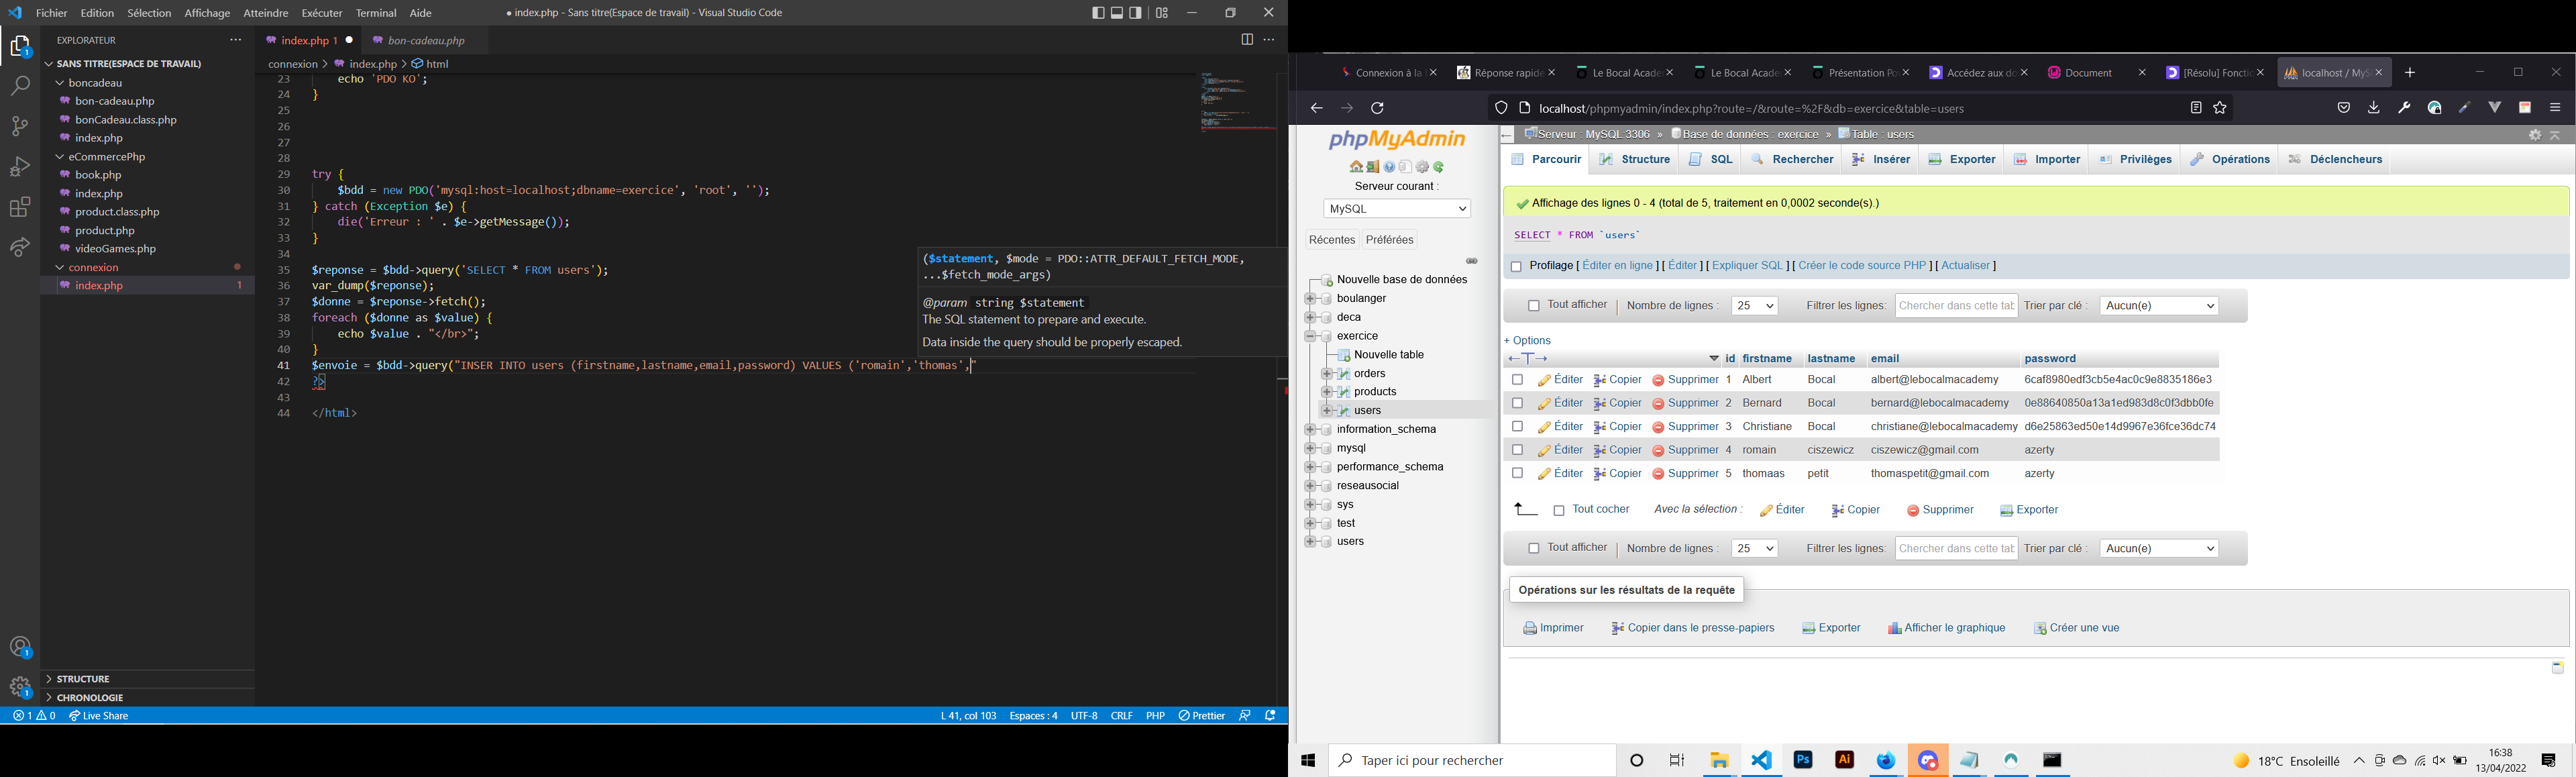 Fichier Edition Sélection Affichage Atteindre Exécuter Terminal Aide
● index.php - Sans titre(Espace de travail) - Visual Studio Code
EXPLORATEUR
SANS TITRE(ESPACE DE TRAVAIL)
boncadeau
bon-cadeau.php
bonCadeau.class.php
index.php
eCommercePhp
book.php
index.php
product.class.php
product.php
videoGames.php
connexion
index.php 1
STRUCTURE
CHRONOLOGIE
index.php 1 ●
bon-cadeau.php
connexion > index.php > html
23 echo 'PDO KO';
24 }
25
26
27
28
29 try {
30 $bdd = new PDO('mysql:host=localhost;dbname=exercice', 'root', '');
31 } catch (Exception $e) {
32 die('Erreur : ' . $e->getMessage());
33 }
34
35 $reponse = $bdd->query('SELECT * FROM users');
36 var_dump($reponse);
37 $donne = $reponse->fetch();
38 foreach ($donne as $value) {
39 echo $value . "</br>";
40 }
41 $envoie = $bdd->query("INSER INTO users (firstname,lastname,email,password) VALUES ('romain','thomas',"
42 ?>
43
44 </html>
($statement, $mode = PDO::ATTR_DEFAULT_FETCH_MODE,
...$fetch_mode_args)
@param string $statement
The SQL statement to prepare and execute.
Data inside the query should be properly escaped.
1 0 Live Share
L 41, col 103 Espaces : 4 UTF-8 CRLF PHP Prettier
Connexion à la
Réponse rapide
Le Bocal Acade
Le Bocal Acade
Présentation Po
Accédez aux do
Document
[Résolu] Foncti
localhost / MyS
localhost/phpmyadmin/index.php?route=/&route=%2F&db=exercice&table=users
phpMyAdmin
Serveur courant :
MySQL
Récentes Préférées
Nouvelle base de données
boulanger
deca
exercice
Nouvelle table
orders
products
users
information_schema
mysql
performance_schema
reseausocial
sys
test
users
Serveur : MySQL:3306 » Base de données : exercice » Table : users
Parcourir Structure SQL Rechercher Insérer Exporter Importer Privilèges Opérations Déclencheurs
Affichage des lignes 0 - 4 (total de 5, traitement en 0,0002 seconde(s).)
SELECT * FROM `users`
Profilage [ Éditer en ligne ] [ Éditer ] [ Expliquer SQL ] [ Créer le code source PHP ] [ Actualiser ]
Tout afficher | Nombre de lignes : 25 Filtrer les lignes: Chercher dans cette tab Trier par clé : Aucun(e)
+ Options
←T→ id firstname lastname email password
Éditer Copier Supprimer 1 Albert Bocal albert@lebocalmacademy 6caf8980edf3cb5e4ac0c9e8835186e3
Éditer Copier Supprimer 2 Bernard Bocal bernard@lebocalmacademy 0e88640850a13a1ed983d8c0f3dbb0fe
Éditer Copier Supprimer 3 Christiane Bocal christiane@lebocalmacademy d6e25863ed50e14d9967e36fce36dc74
Éditer Copier Supprimer 4 romain ciszewicz ciszewicz@gmail.com azerty
Éditer Copier Supprimer 5 thomaas petit thomaspetit@gmail.com azerty
Tout cocher Avec la sélection : Éditer Copier Supprimer Exporter
Tout afficher | Nombre de lignes : 25 Filtrer les lignes: Chercher dans cette tab Trier par clé : Aucun(e)
Opérations sur les résultats de la requête
Imprimer Copier dans le presse-papiers Exporter Afficher le graphique Créer une vue
Taper ici pour rechercher
Ps
Ai
18°C Ensoleillé
16:38
13/04/2022